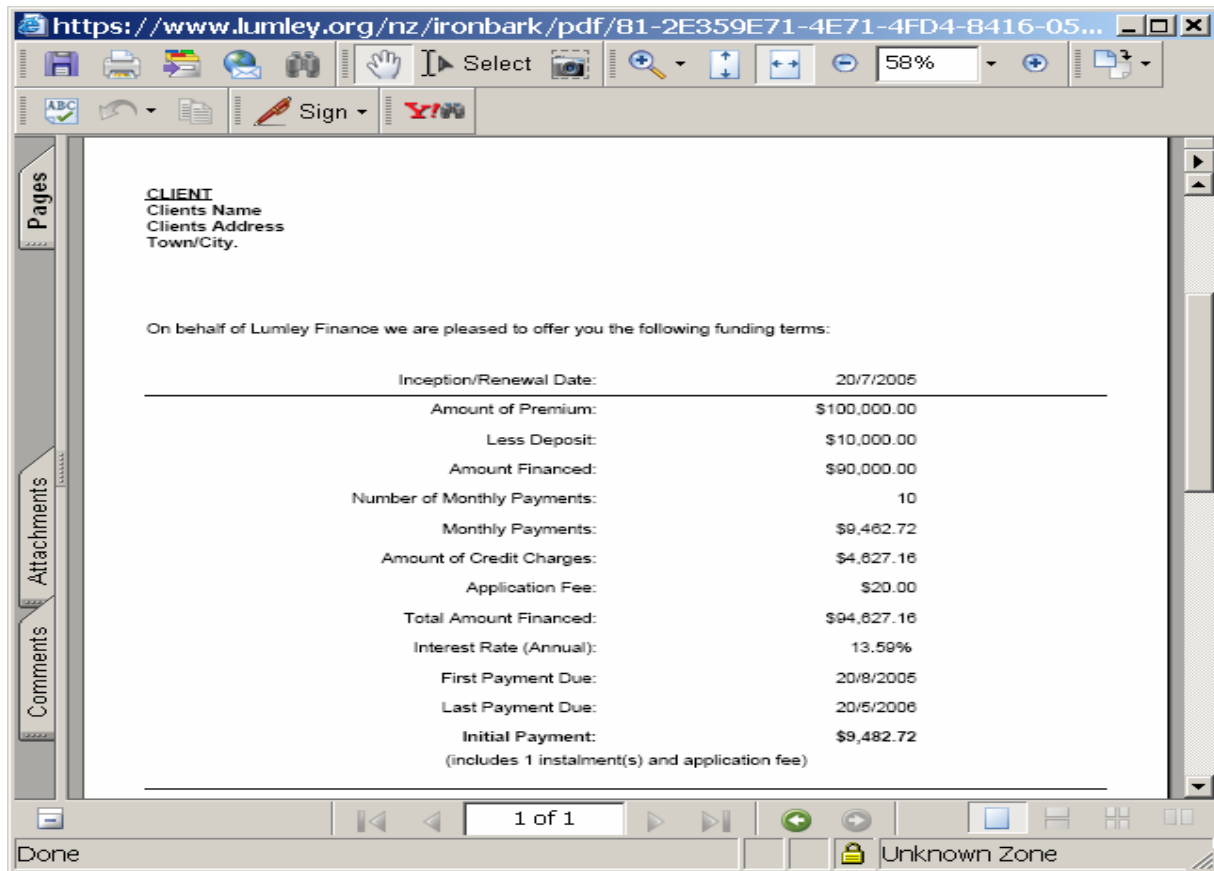 https://www.lumley.org/nz/ironbark/pdf/81-2E359E71-4E71-4FD4-8416-05...
Select 58%
ABC Sign Y!
Pages
CLIENT
Clients Name
Clients Address
Town/City.
On behalf of Lumley Finance we are pleased to offer you the following funding terms:
Inception/Renewal Date: 20/7/2005
Amount of Premium: $100,000.00
Less Deposit: $10,000.00
Amount Financed: $90,000.00
Number of Monthly Payments: 10
Monthly Payments: $9,462.72
Attachments
Amount of Credit Charges: $4,627.16
Application Fee: $20.00
Total Amount Financed: $94,627.16
Interest Rate (Annual): 13.59%
Comments
First Payment Due: 20/8/2005
Last Payment Due: 20/5/2006
Initial Payment: $9,482.72
(includes 1 instalment(s) and application fee)
1 of 1
Done Unknown Zone